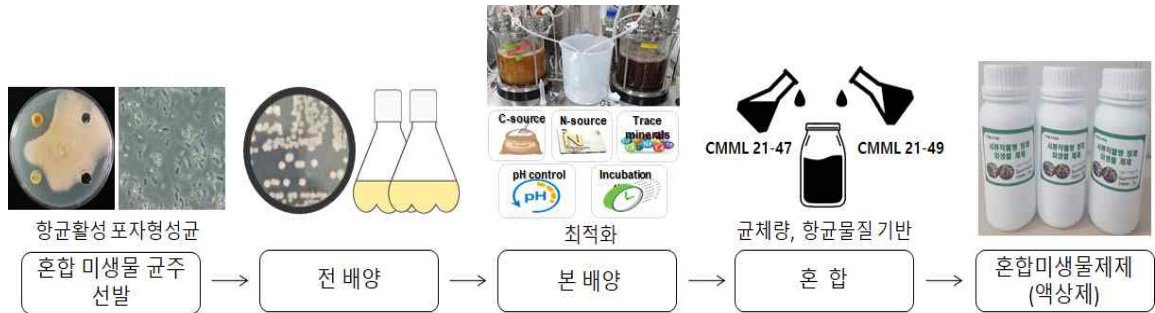 C-source
N-source
Trace
minerals
pH control
pH
Incubation
CMML 21-47
CMML 21-49
항균활성 포자형성균
최적화
균체량, 항균물질 기반
혼합 미생물 균주
선발
전 배양
본 배양
혼 합
혼합미생물제제
(액상제)